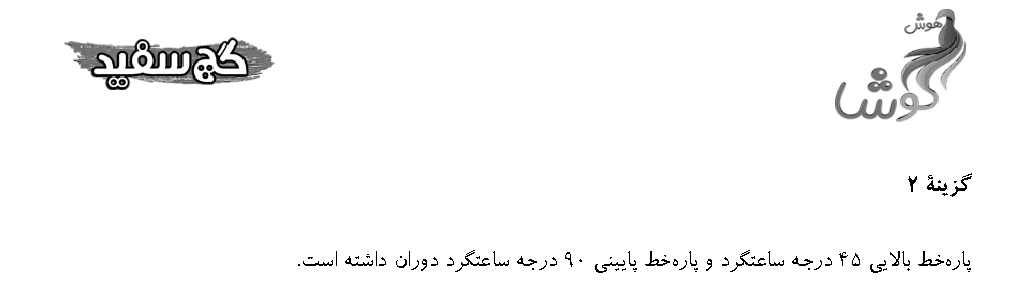 هوش
گوشا
گچ سفید
گزینهٔ ۲
پاره‌خط بالایی ۴۵ درجه ساعتگرد و پاره‌خط پایینی ۹۰ درجه ساعتگرد دوران داشته است.